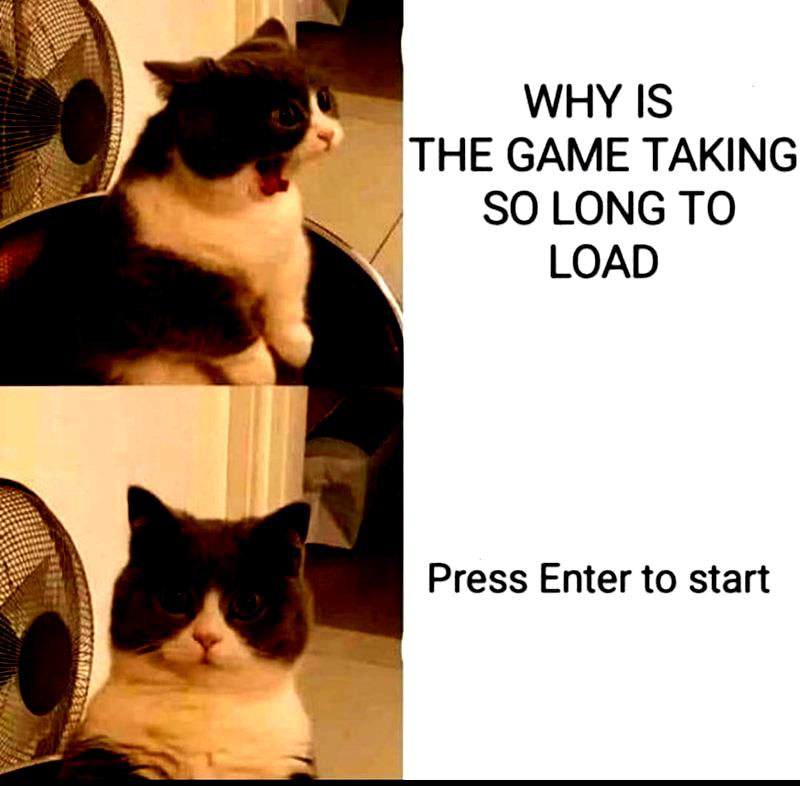 WHY IS
THE GAME TAKING
SO LONG TO
LOAD
Press Enter to start